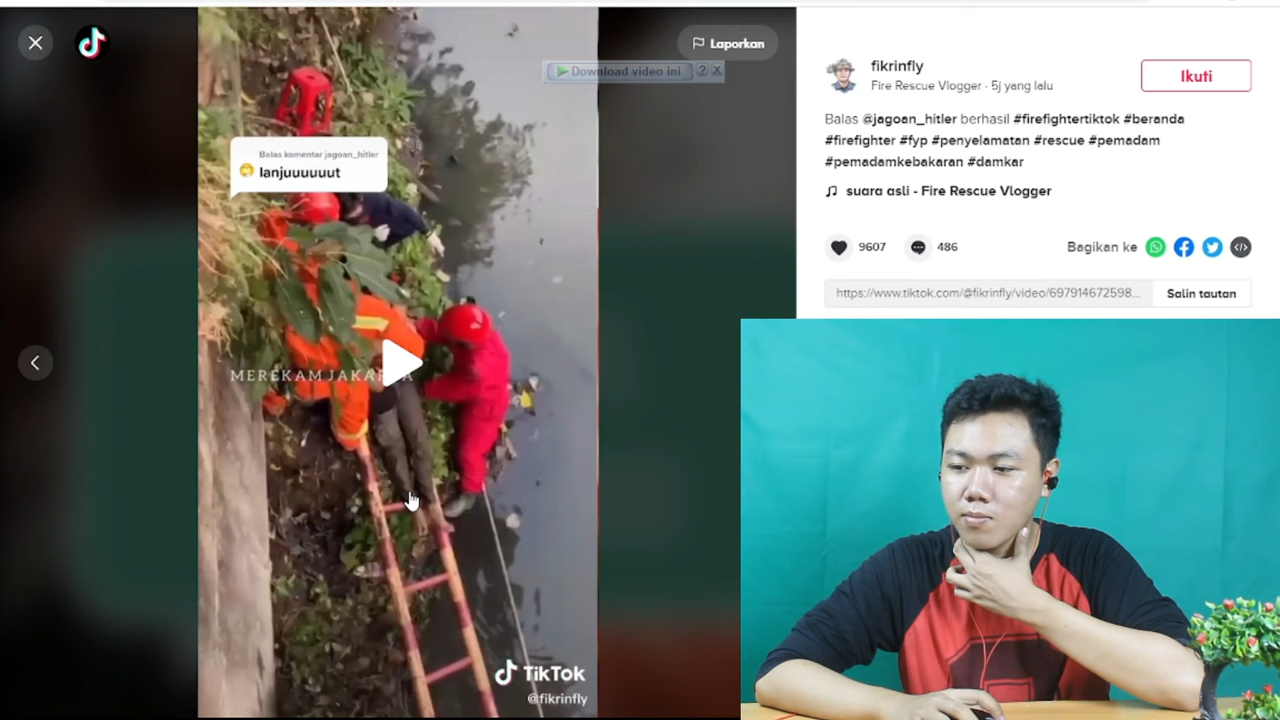 Laporkan
Download video ini
Balas komentar jagoan_hitler
lanjuuuuuut
MEREKAM JAKARTA
TikTok
@fikrinfly
fikrinfly
Fire Rescue Vlogger · 5j yang lalu
Ikuti
Balas @jagoan_hitler berhasil #firefightertiktok #beranda
#firefighter #fyp #penyelamatan #rescue #pemadam
#pemadamkebakaran #damkar
suara asli - Fire Rescue Vlogger
9607
486
Bagikan ke
https://www.tiktok.com/@fikrinfly/video/697914672598...
Salin tautan